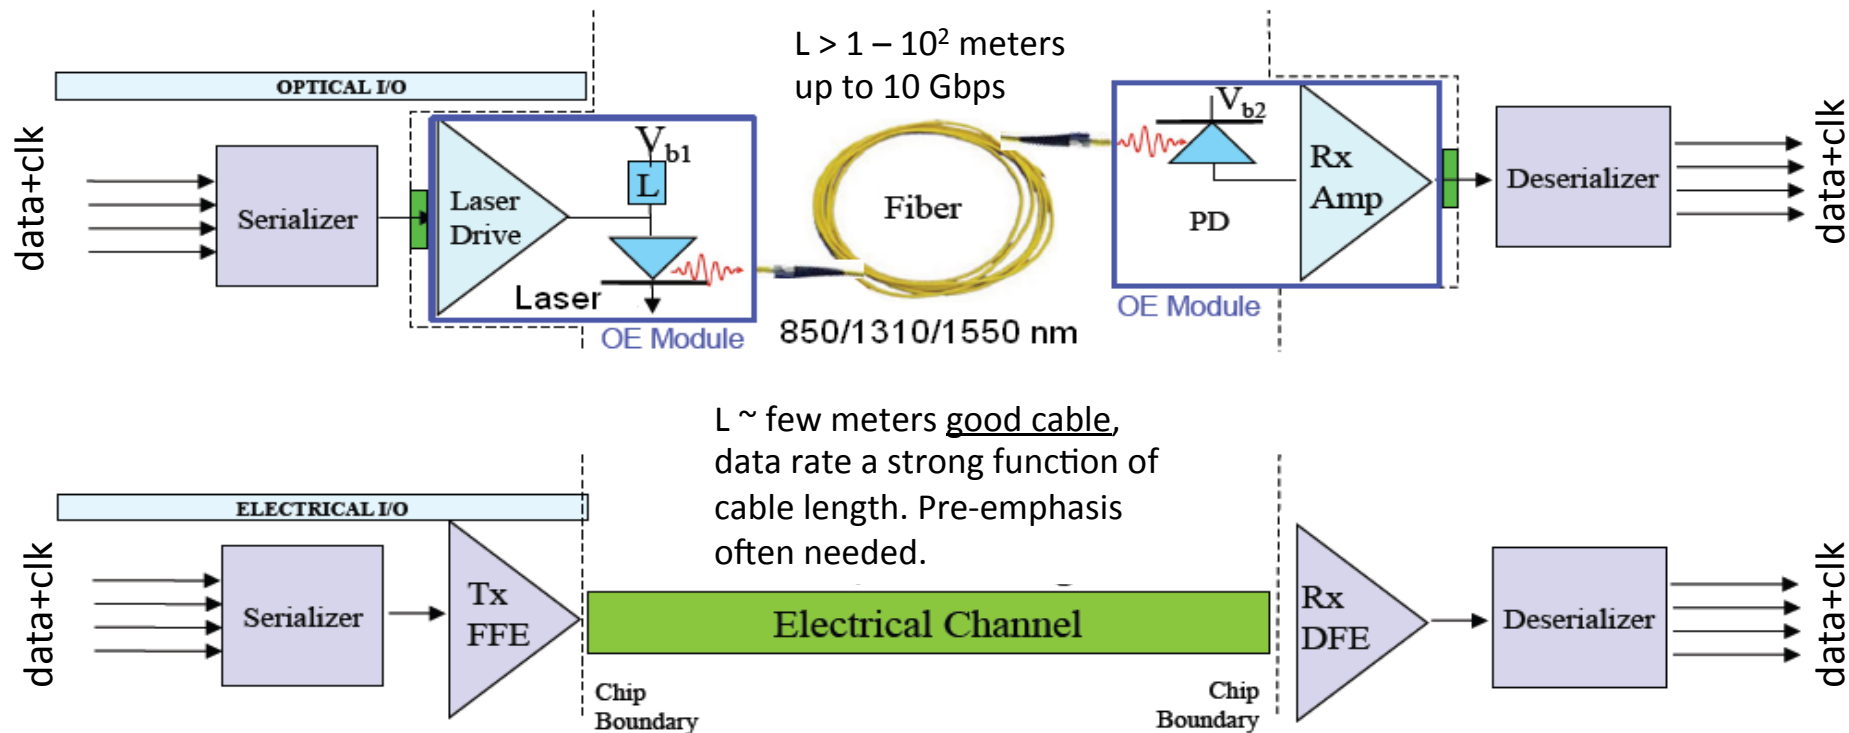 L > 1 – 10² meters
up to 10 Gbps
OPTICAL I/O
data+clk
Serializer
Laser
Drive
V_b1
L
Laser
OE Module
Fiber
850/1310/1550 nm
V_b2
PD
Rx
Amp
OE Module
Deserializer
data+clk
L ~ few meters good cable,
data rate a strong function of
cable length. Pre-emphasis
often needed.
ELECTRICAL I/O
data+clk
Serializer
Tx
FFE
Electrical Channel
Chip
Boundary
Chip
Boundary
Rx
DFE
Deserializer
data+clk